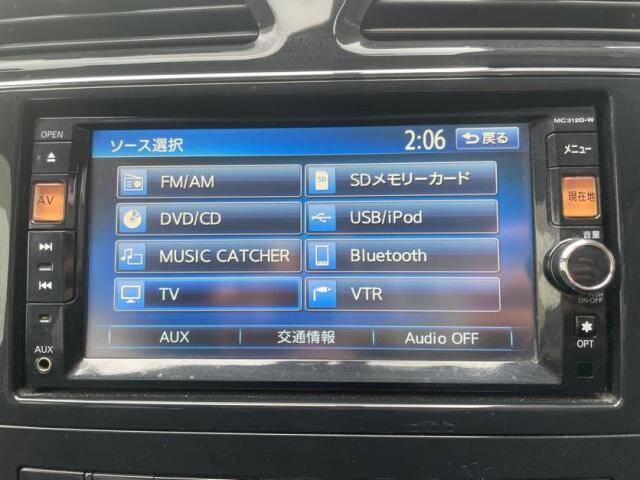 MC312D-W
OPEN
ソース選択
2:06
戻る
メニュー
AV
FM/AM
SD
SDメモリーカード
現在地
DVD/CD
USB/iPod
音量
MUSIC CATCHER
Bluetooth
TV
VTR
ON·OFF
AUX
交通情報
Audio OFF
AUX
OPT